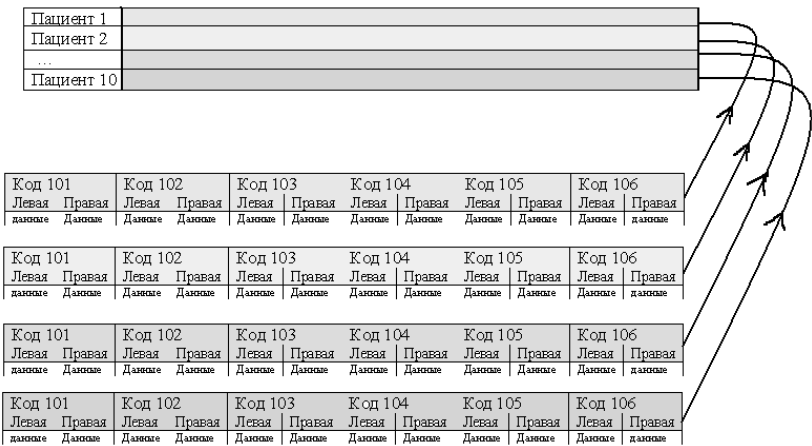 Пациент 1
Пациент 2
...
Пациент 10
Код 101 Код 102 Код 103 Код 104 Код 105 Код 106
Левая Правая Левая Правая Левая Правая Левая Правая Левая Правая Левая Правая
данные Данные Данные Данные Данные Данные Данные Данные Данные Данные Данные данные
Код 101 Код 102 Код 103 Код 104 Код 105 Код 106
Левая Правая Левая Правая Левая Правая Левая Правая Левая Правая Левая Правая
данные Данные Данные Данные Данные Данные Данные Данные Данные Данные Данные данные
Код 101 Код 102 Код 103 Код 104 Код 105 Код 106
Левая Правая Левая Правая Левая Правая Левая Правая Левая Правая Левая Правая
данные Данные Данные Данные Данные Данные Данные Данные Данные Данные Данные данные
Код 101 Код 102 Код 103 Код 104 Код 105 Код 106
Левая Правая Левая Правая Левая Правая Левая Правая Левая Правая Левая Правая
данные Данные Данные Данные Данные Данные Данные Данные Данные Данные Данные данные